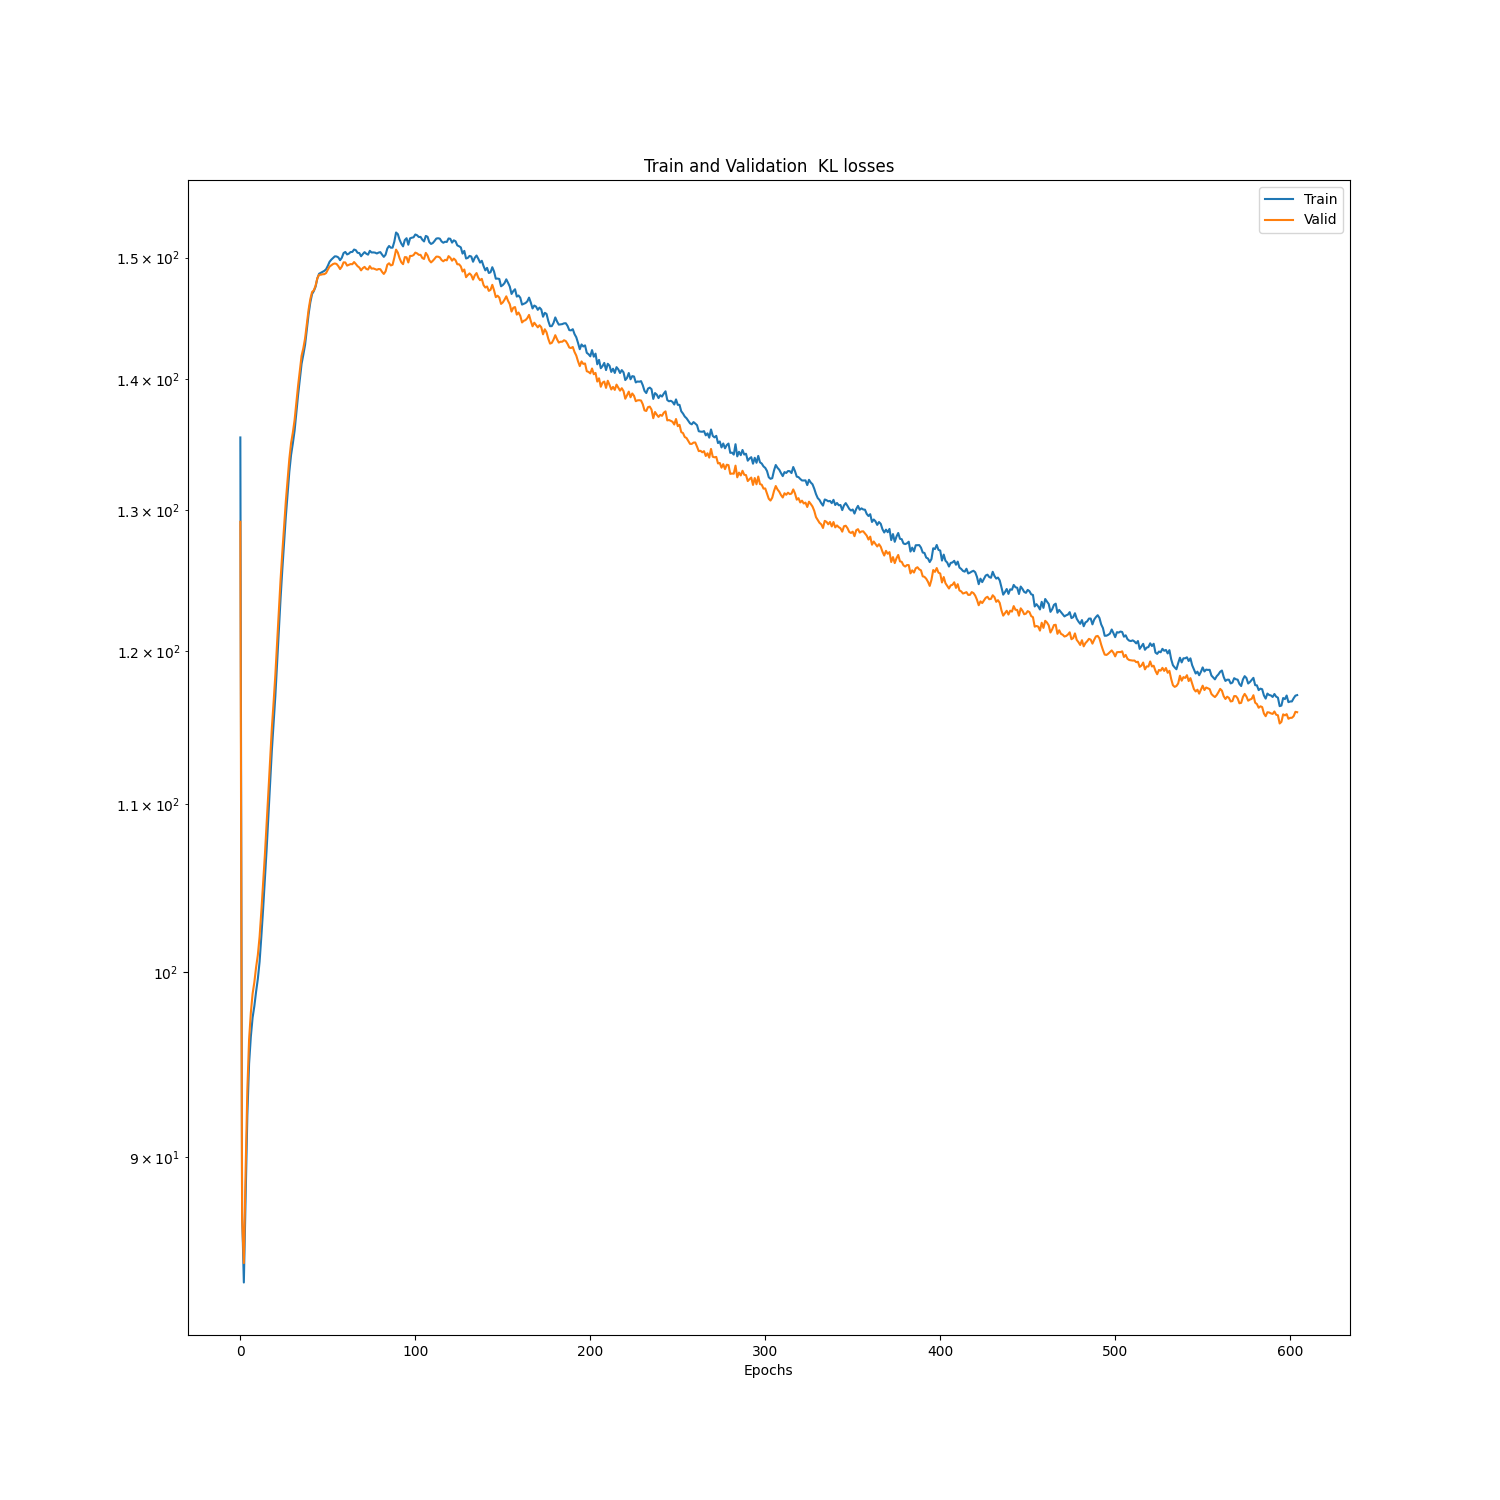 Train and Validation  KL losses
Train
Valid
1.5 × 10²
1.4 × 10²
1.3 × 10²
1.2 × 10²
1.1 × 10²
10²
9 × 10¹
0 100 200 300 400 500 600
Epochs